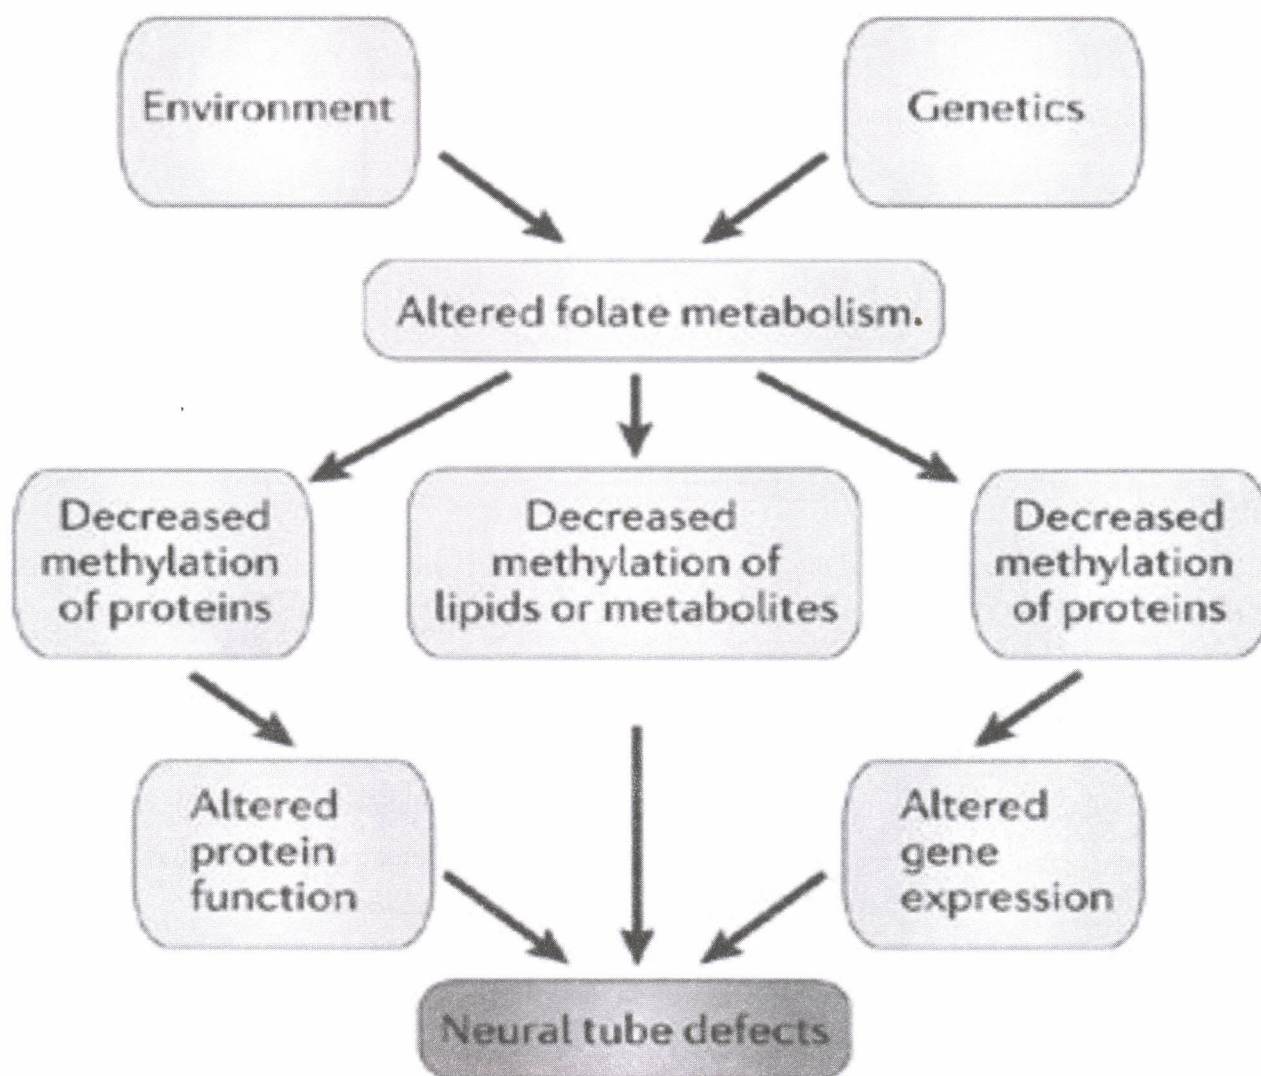 Environment
Genetics
Altered folate metabolism.
Decreased
methylation
of proteins
Decreased
methylation of
lipids or metabolites
Decreased
methylation
of proteins
Altered
protein
function
Altered
gene
expression
Neural tube defects